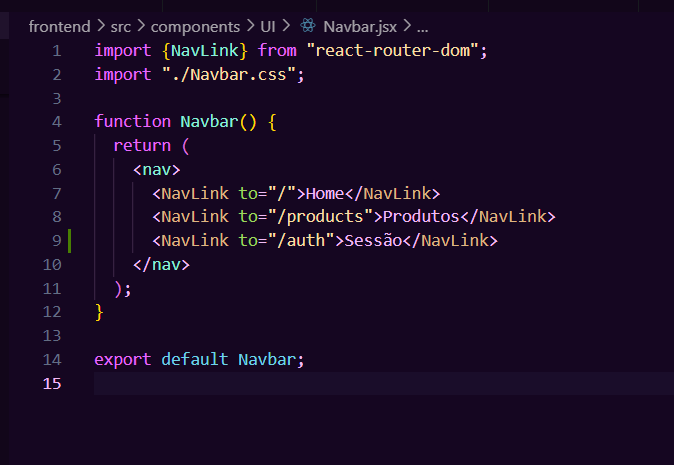 frontend > src > components > UI > Navbar.jsx > ...
1 import {NavLink} from "react-router-dom";
2 import "./Navbar.css";
3
4 function Navbar() {
5   return (
6     <nav>
7       <NavLink to="/">Home</NavLink>
8       <NavLink to="/products">Produtos</NavLink>
9       <NavLink to="/auth">Sessão</NavLink>
10     </nav>
11   );
12 }
13
14 export default Navbar;
15